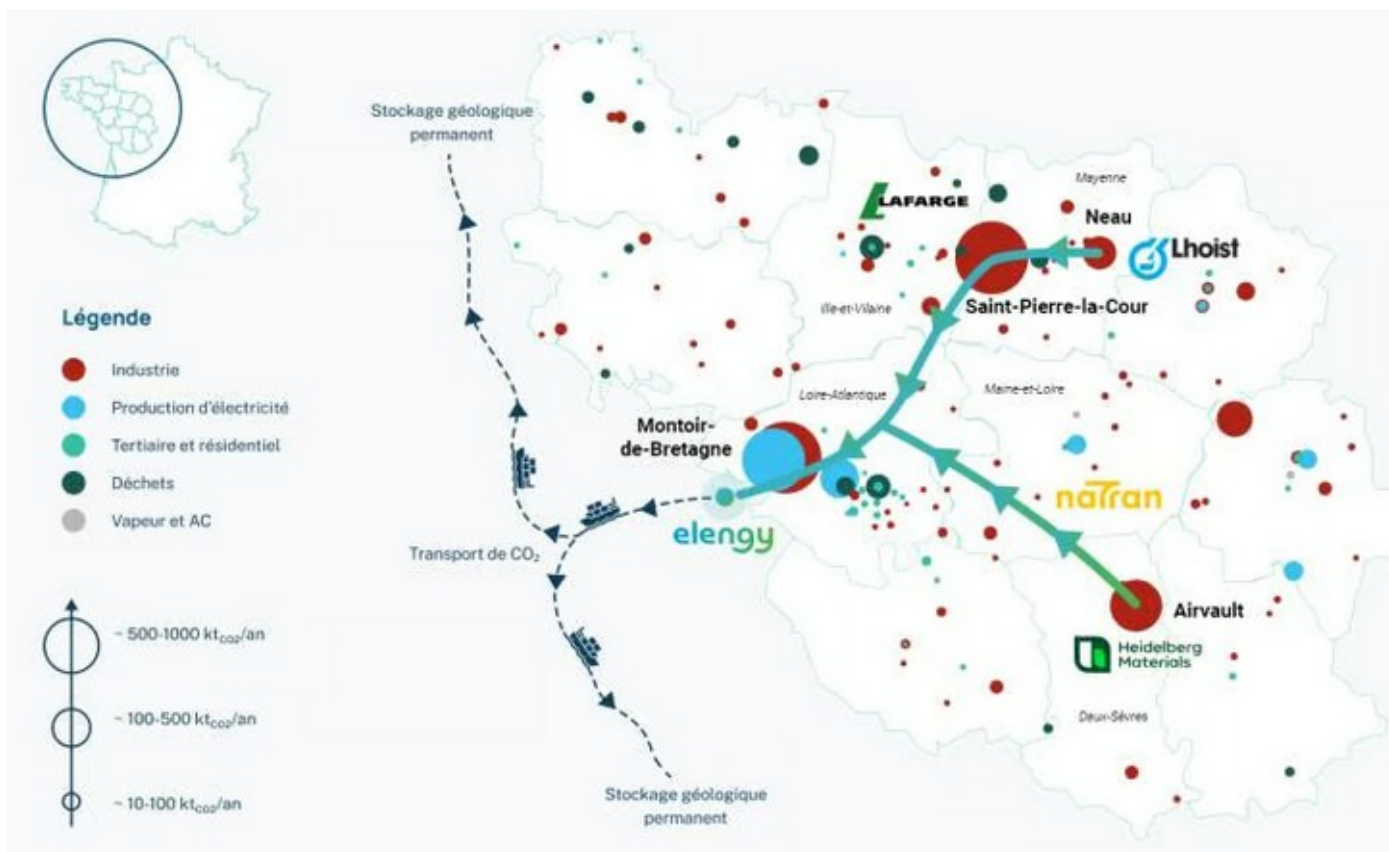 Stockage géologique
permanent
Mayenne
LAFARGE
Neau
Lhoist
Ille-et-Vilaine
Saint-Pierre-la-Cour
Légende
Industrie
Production d'électricité
Tertiaire et résidentiel
Déchets
Vapeur et AC
Loire-Atlantique
Maine-et-Loire
Montoir-
de-Bretagne
naTran
elengy
Transport de CO₂
Airvault
Heidelberg
Materials
Deux-Sèvres
~ 500-1000 ktCO2/an
~ 100-500 ktCO2/an
~ 10-100 ktCO2/an
Stockage géologique
permanent